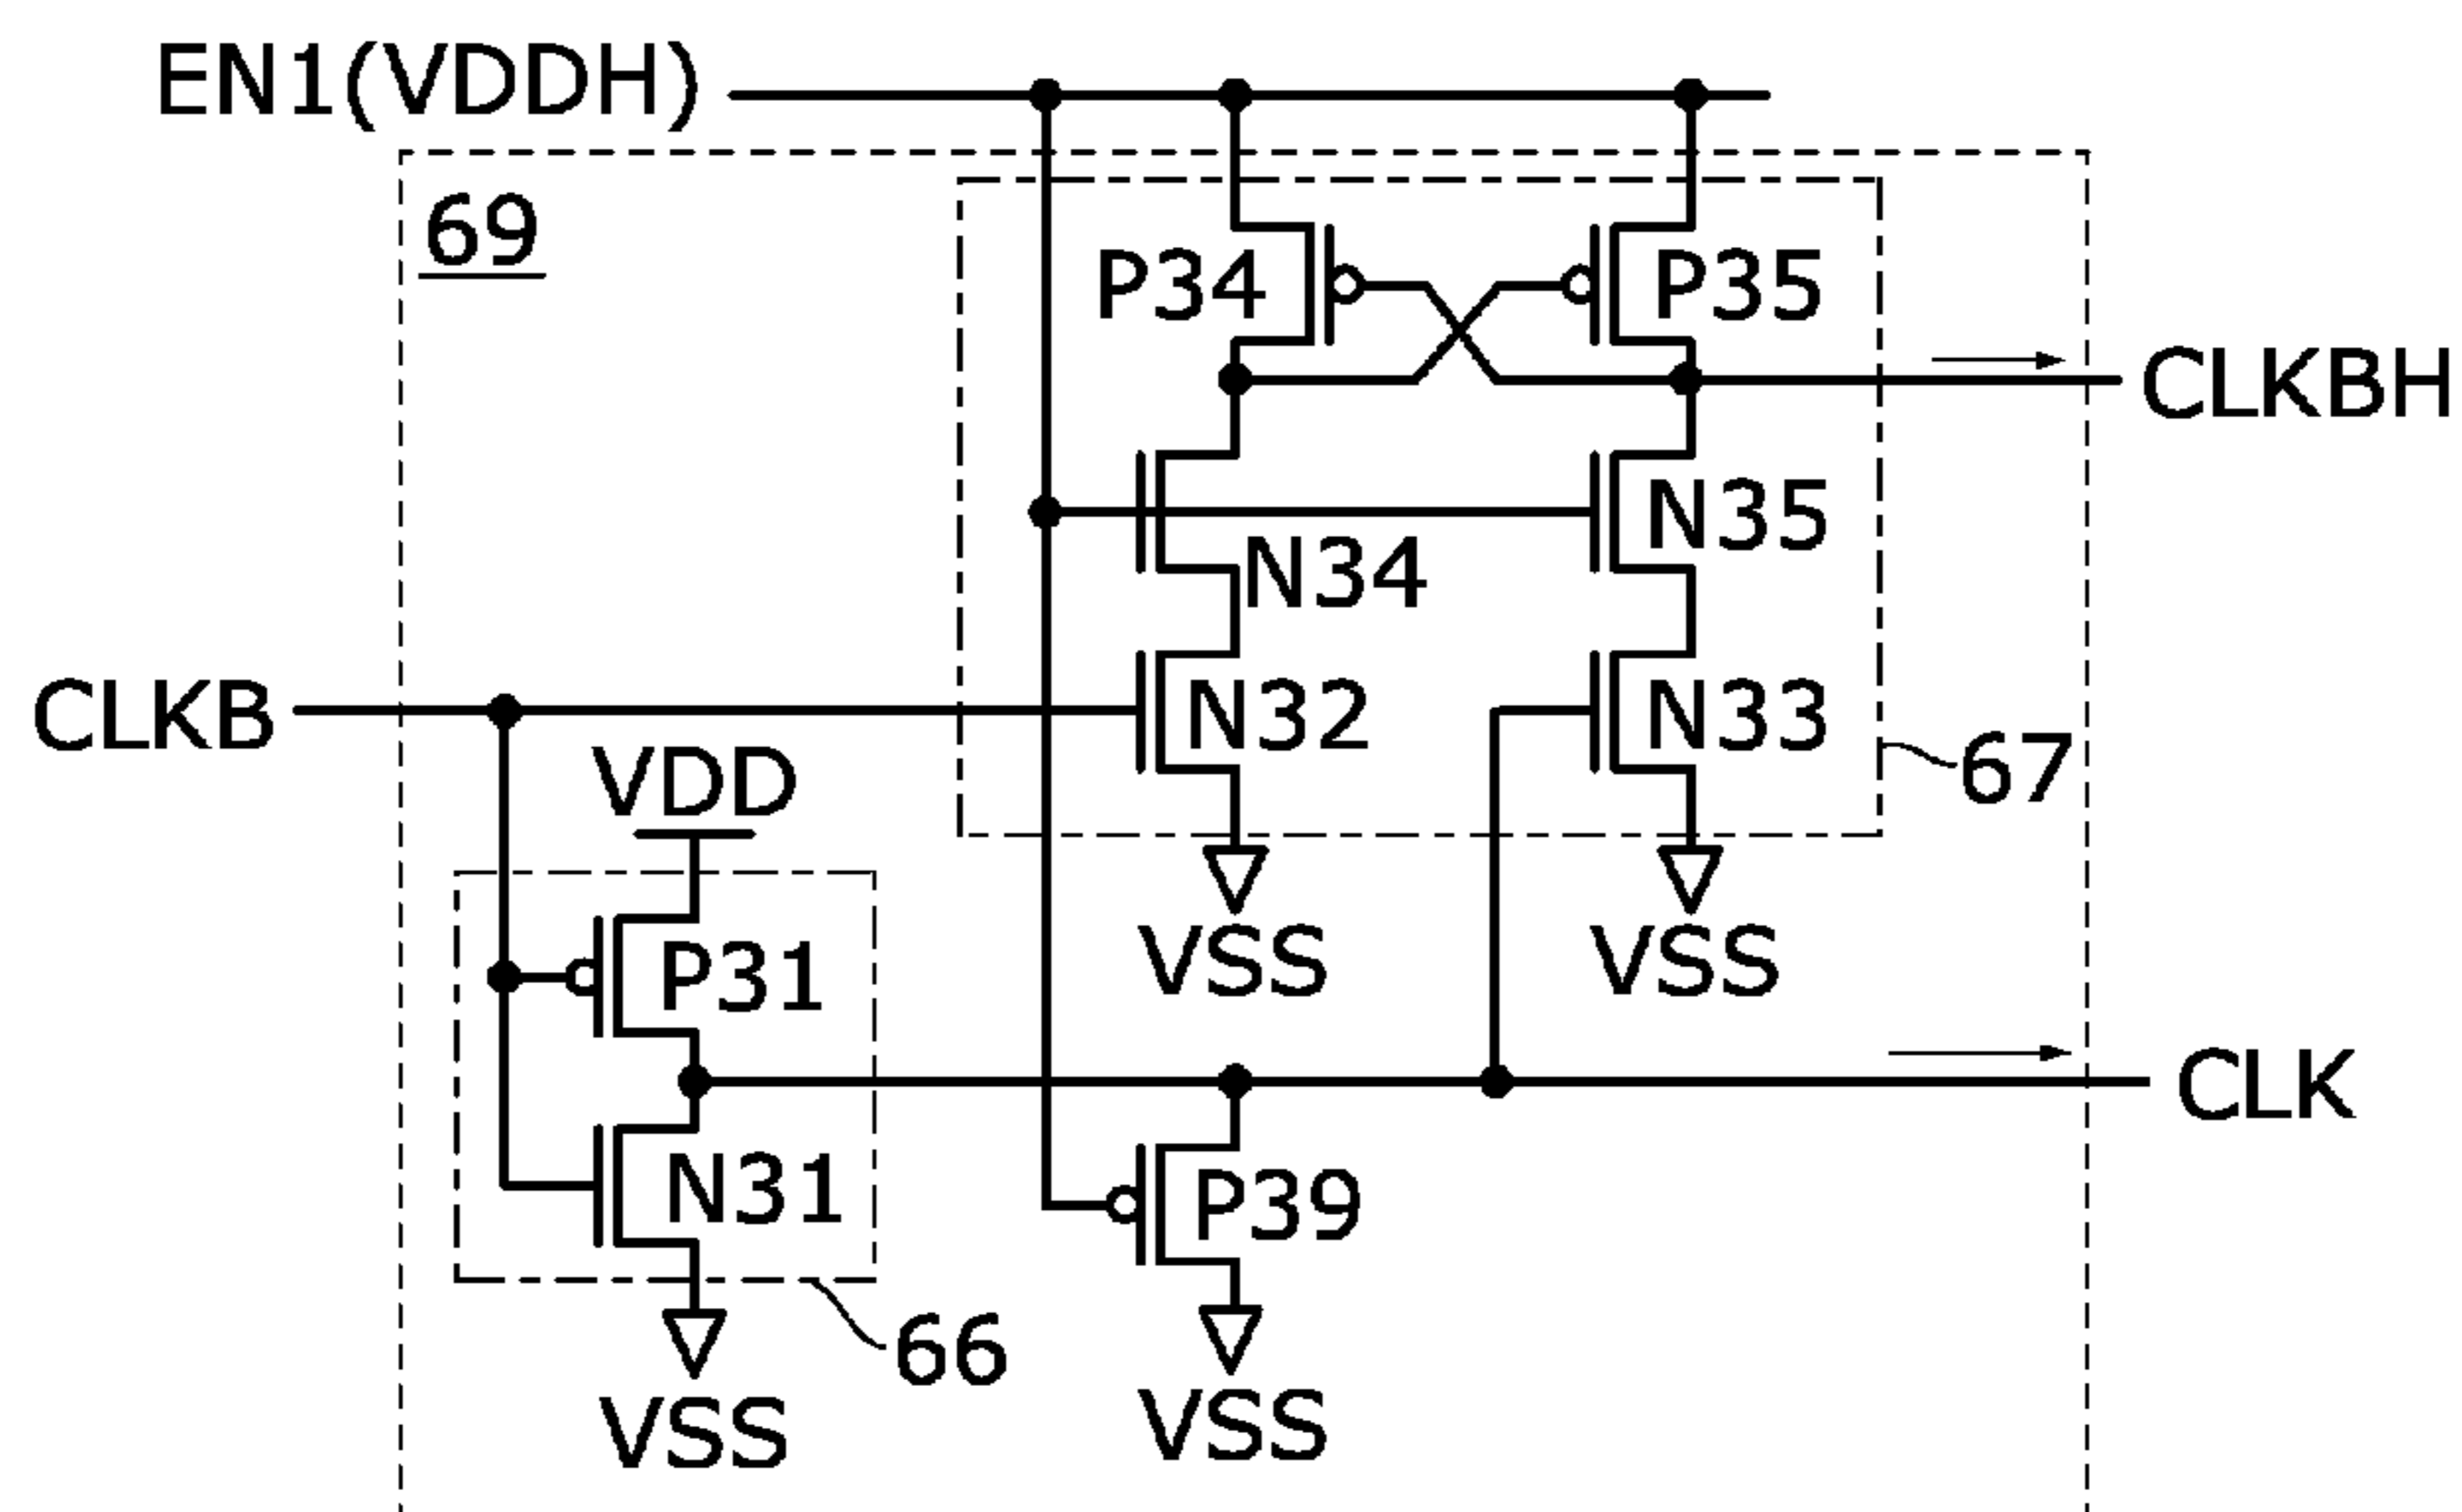 EN1(VDDH)
69
P34
P35
CLKBH
N35
N34
CLKB
N32
N33
67
VDD
VSS
VSS
P31
CLK
N31
P39
66
VSS
VSS